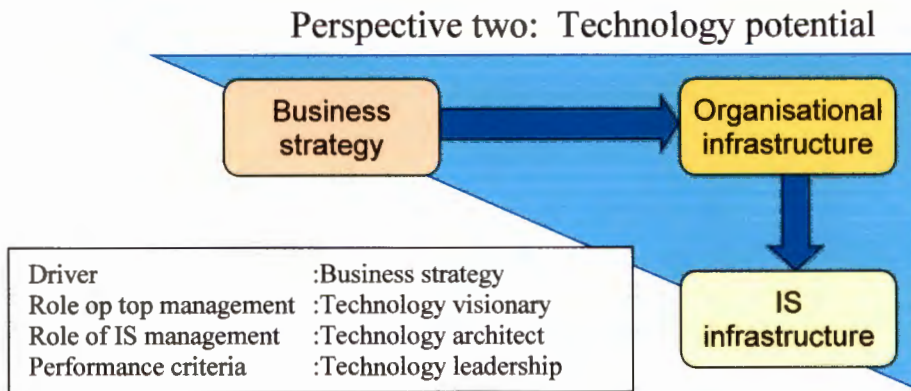 Perspective two: Technology potential
Business
strategy
Organisational
infrastructure
Driver :Business strategy
Role op top management :Technology visionary
Role of IS management :Technology architect
Performance criteria :Technology leadership
IS
infrastructure